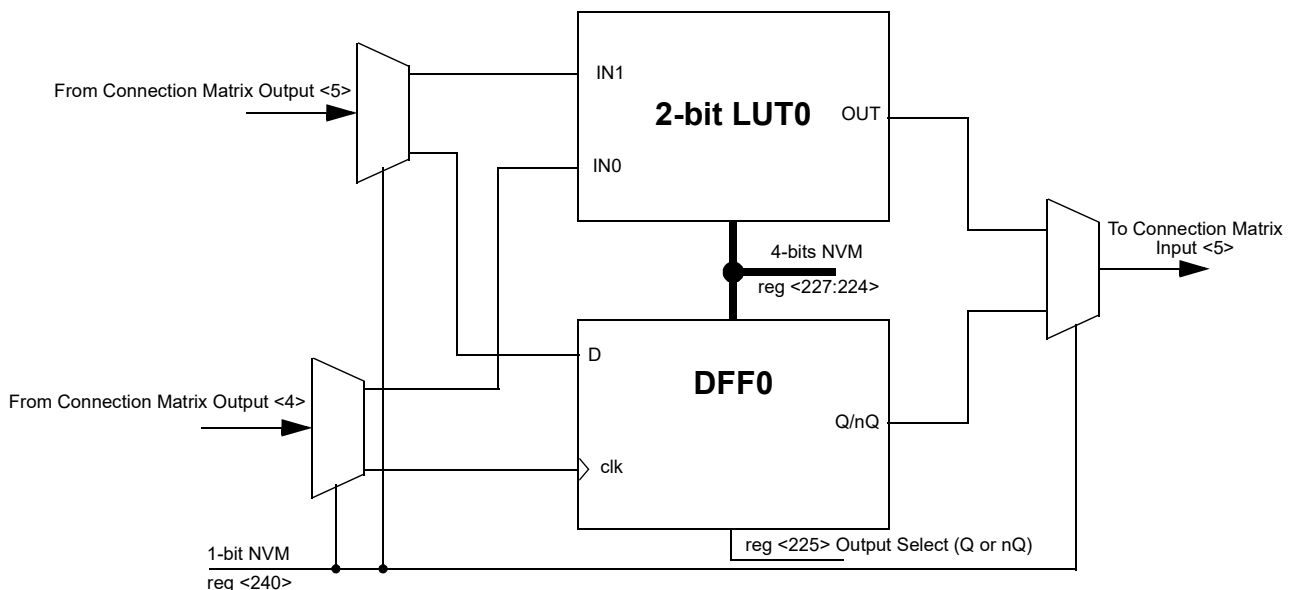 From Connection Matrix Output <5>
IN1
2-bit LUT0
OUT
IN0
To Connection Matrix
Input <5>
4-bits NVM
reg <227:224>
D
DFF0
From Connection Matrix Output <4>
Q/nQ
clk
reg <225> Output Select (Q or nQ)
1-bit NVM
reg <240>